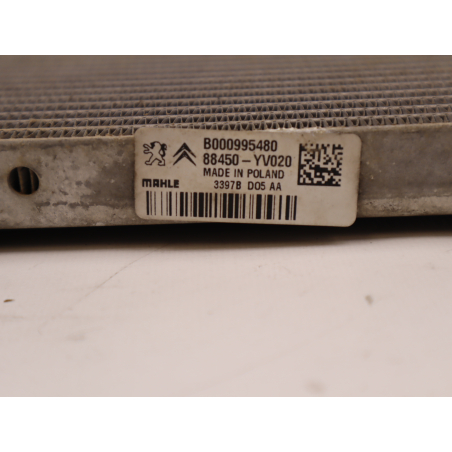 B000995480
88450-YV020
MADE IN POLAND
MAHLE 3397B D05 AA